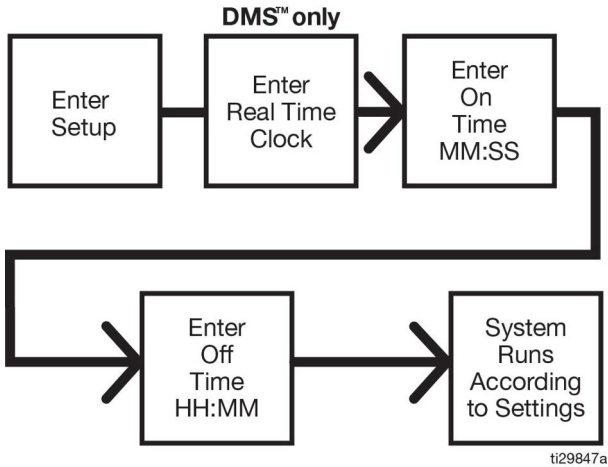 DMS™ only
Enter
Setup
Enter
Real Time
Clock
Enter
On
Time
MM:SS
Enter
Off
Time
HH:MM
System
Runs
According
to Settings
ti29847a